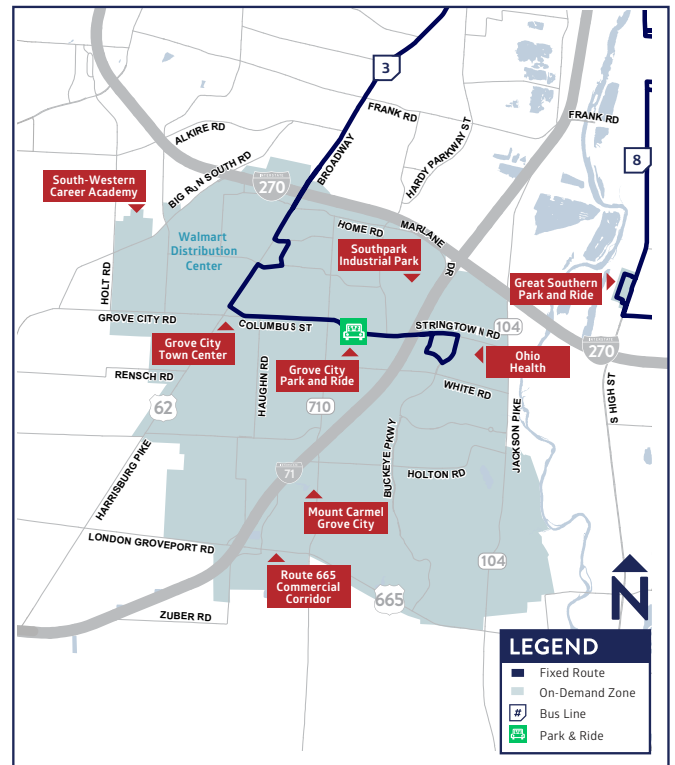 3
FRANK RD
FRANK RD
ALKIRE RD
BROADWAY
HARDY PARKWAY ST
8
BIG RUN SOUTH RD
South-Western
Career Academy
INTERSTATE
270
Walmart
Distribution
Center
HOME RD
MARLANE
DR
Southpark
Industrial Park
HOLT RD
Great Southern
Park and Ride
GROVE CITY RD
COLUMBUS ST
STRINGTOWN RD
104
Grove City
Town Center
Grove City
Park and Ride
Ohio
Health
INTERSTATE
270
RENSCH RD
HAUGHN RD
WHITE RD
62
710
JACKSON PIKE
S HIGH ST
HARRISBURG PIKE
71
BUCKEYE PKWY
HOLTON RD
Mount Carmel
Grove City
LONDON GROVEPORT RD
104
Route 665
Commercial
Corridor
665
ZUBER RD
N
LEGEND
Fixed Route
On-Demand Zone
# Bus Line
Park & Ride